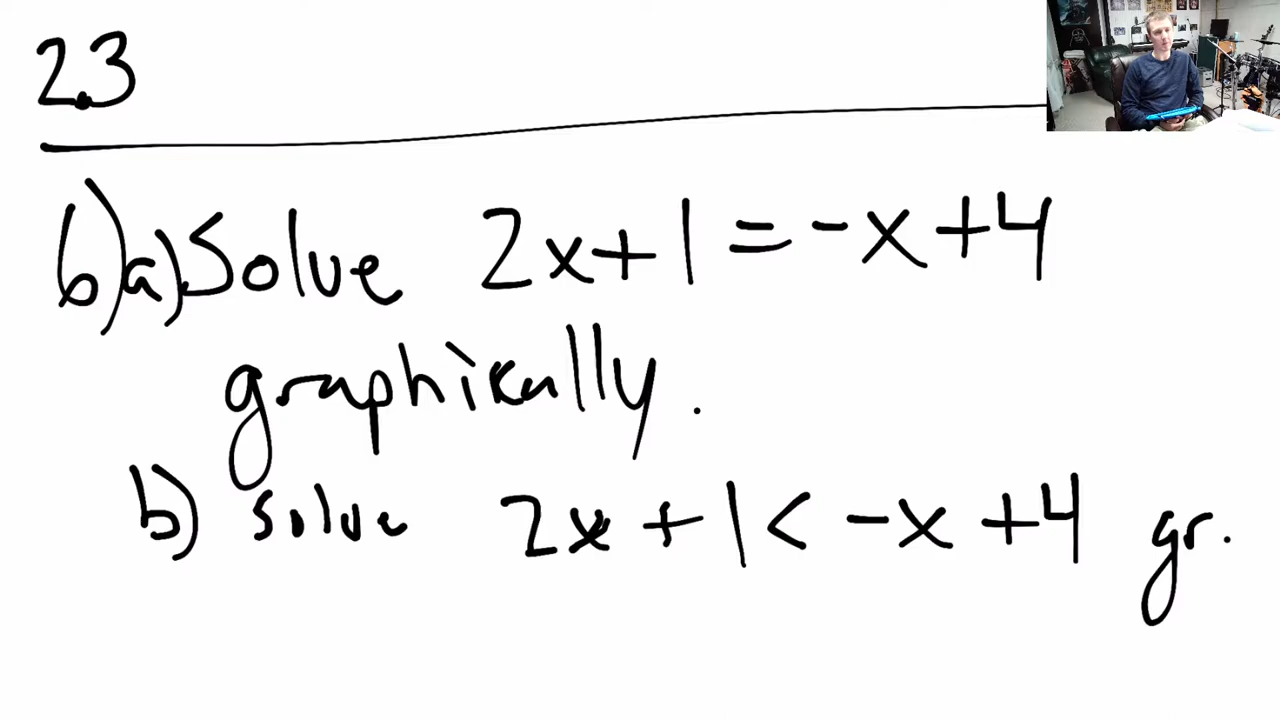 2.3
6)a) Solve 2x+1=-x+4
graphically.
b) solve 2x+1<-x+4 gr.